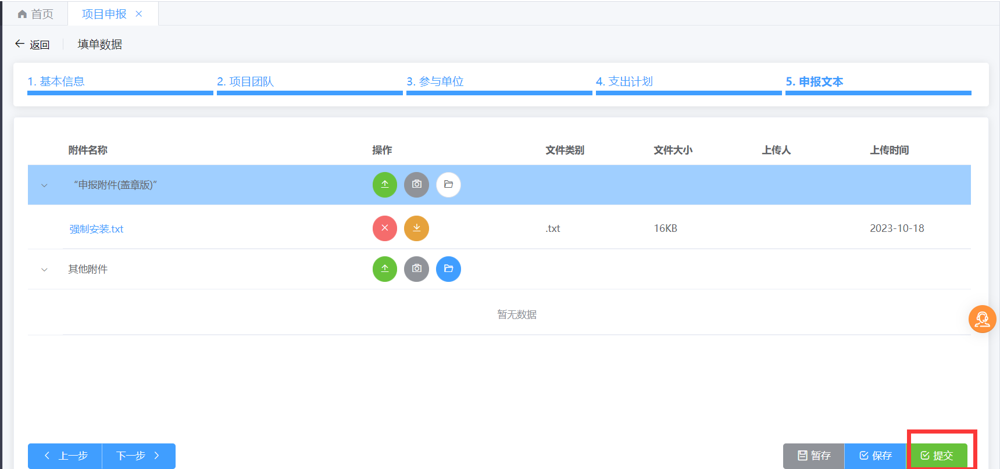 首页 项目申报
返回 填单数据
1. 基本信息 2. 项目团队 3. 参与单位 4. 支出计划 5. 申报文本
附件名称 操作 文件类别 文件大小 上传人 上传时间
“申报附件(盖章版)”
强制安装.txt .txt 16KB 2023-10-18
其他附件
暂无数据
上一步 下一步 暂存 保存 提交